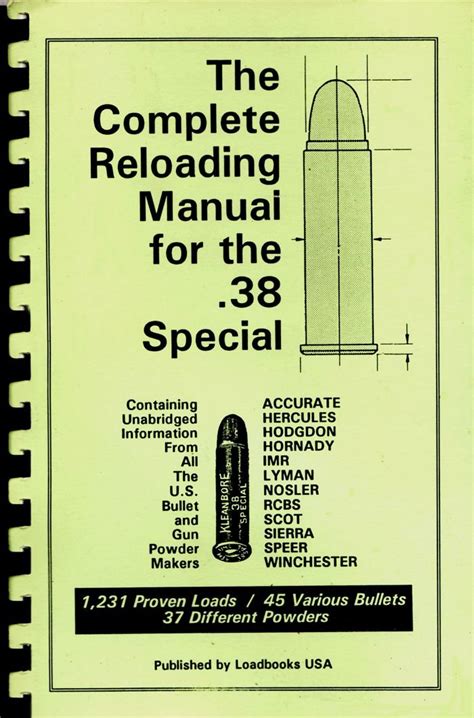 The
Complete
Reloading
Manual
for the
.38
Special
Containing
Unabridged
Information
From
All
The
U.S.
Bullet
and
Gun
Powder
Makers
KLEANBORE
38
SPECIAL
ACCURATE
HERCULES
HODGDON
HORNADY
IMR
LYMAN
NOSLER
RCBS
SCOT
SIERRA
SPEER
WINCHESTER
1,231 Proven Loads / 45 Various Bullets
37 Different Powders
Published by Loadbooks USA